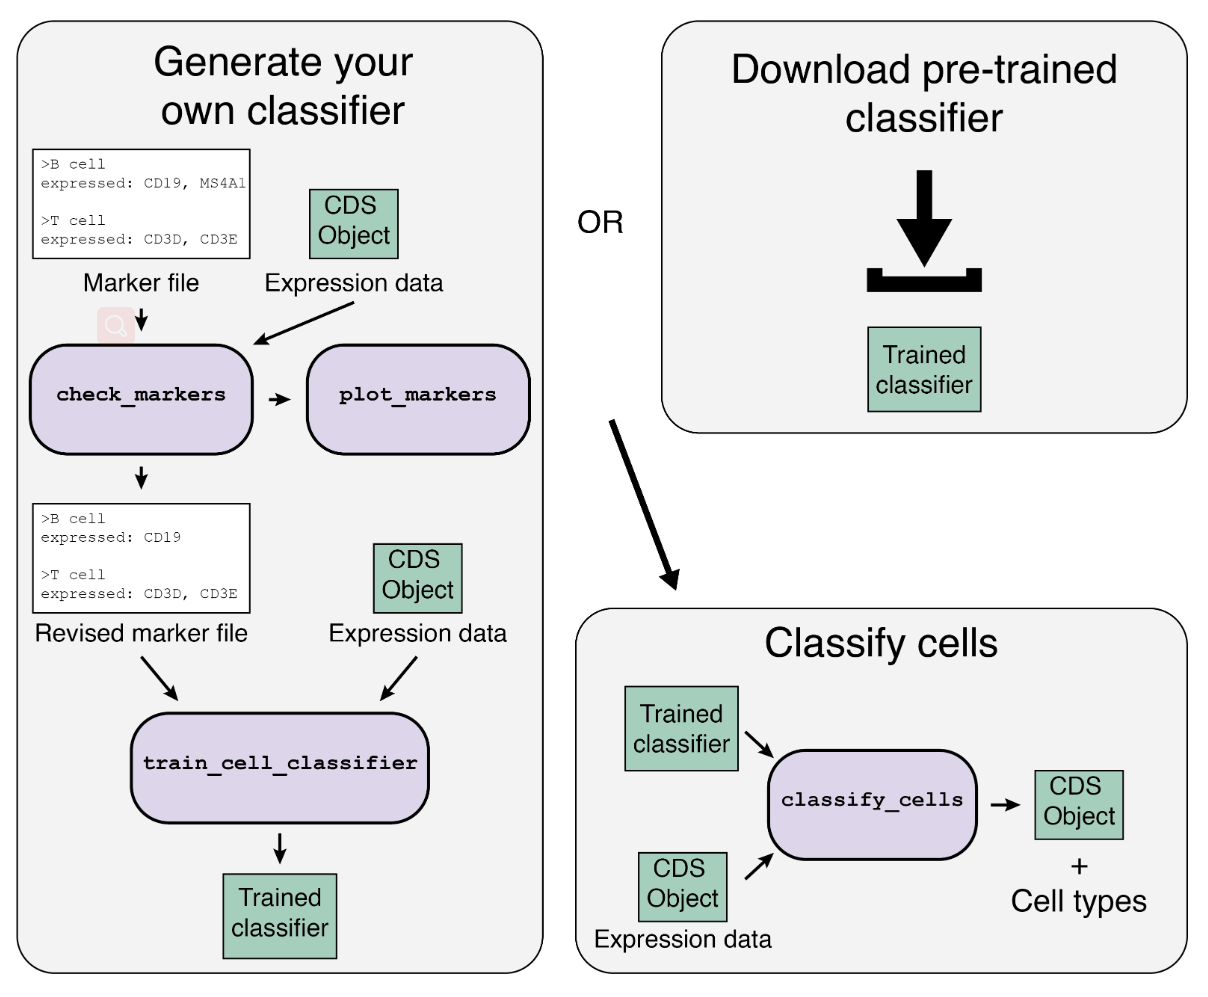 Generate your
own classifier
>B cell
expressed: CD19, MS4A1
>T cell
expressed: CD3D, CD3E
Marker file
CDS
Object
Expression data
check_markers
plot_markers
>B cell
expressed: CD19
>T cell
expressed: CD3D, CD3E
Revised marker file
CDS
Object
Expression data
train_cell_classifier
Trained
classifier
OR
Download pre-trained
classifier
Trained
classifier
Classify cells
Trained
classifier
CDS
Object
Expression data
classify_cells
CDS
Object
+
Cell types